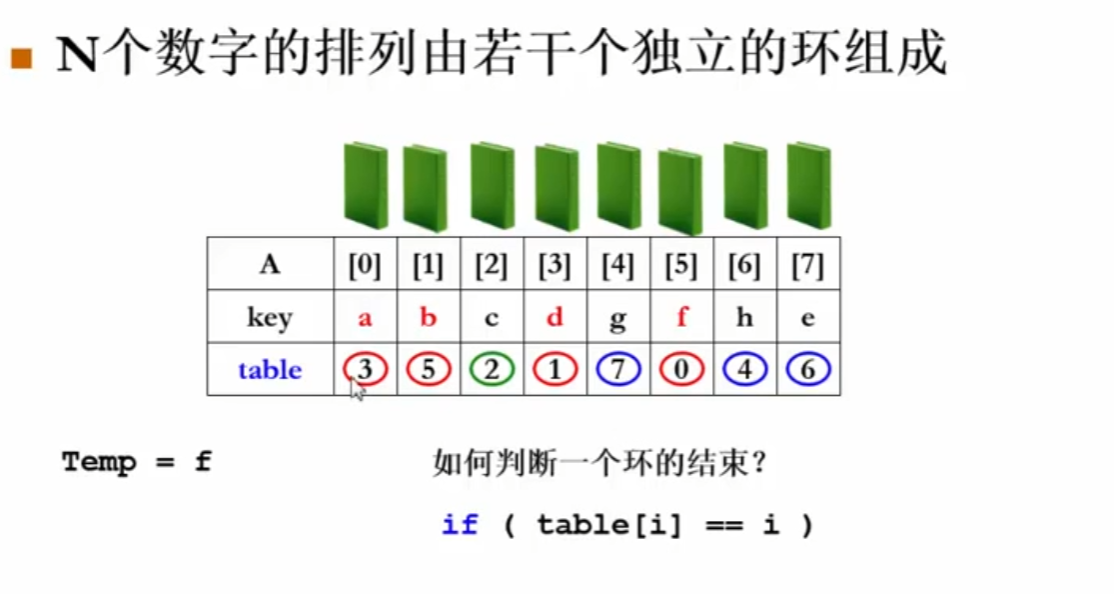 N个数字的排列由若干个独立的环组成
A [0] [1] [2] [3] [4] [5] [6] [7]
key a b c d g f h e
table 3 5 2 1 7 0 4 6
Temp = f 如何判断一个环的结束?
if ( table[i] == i )